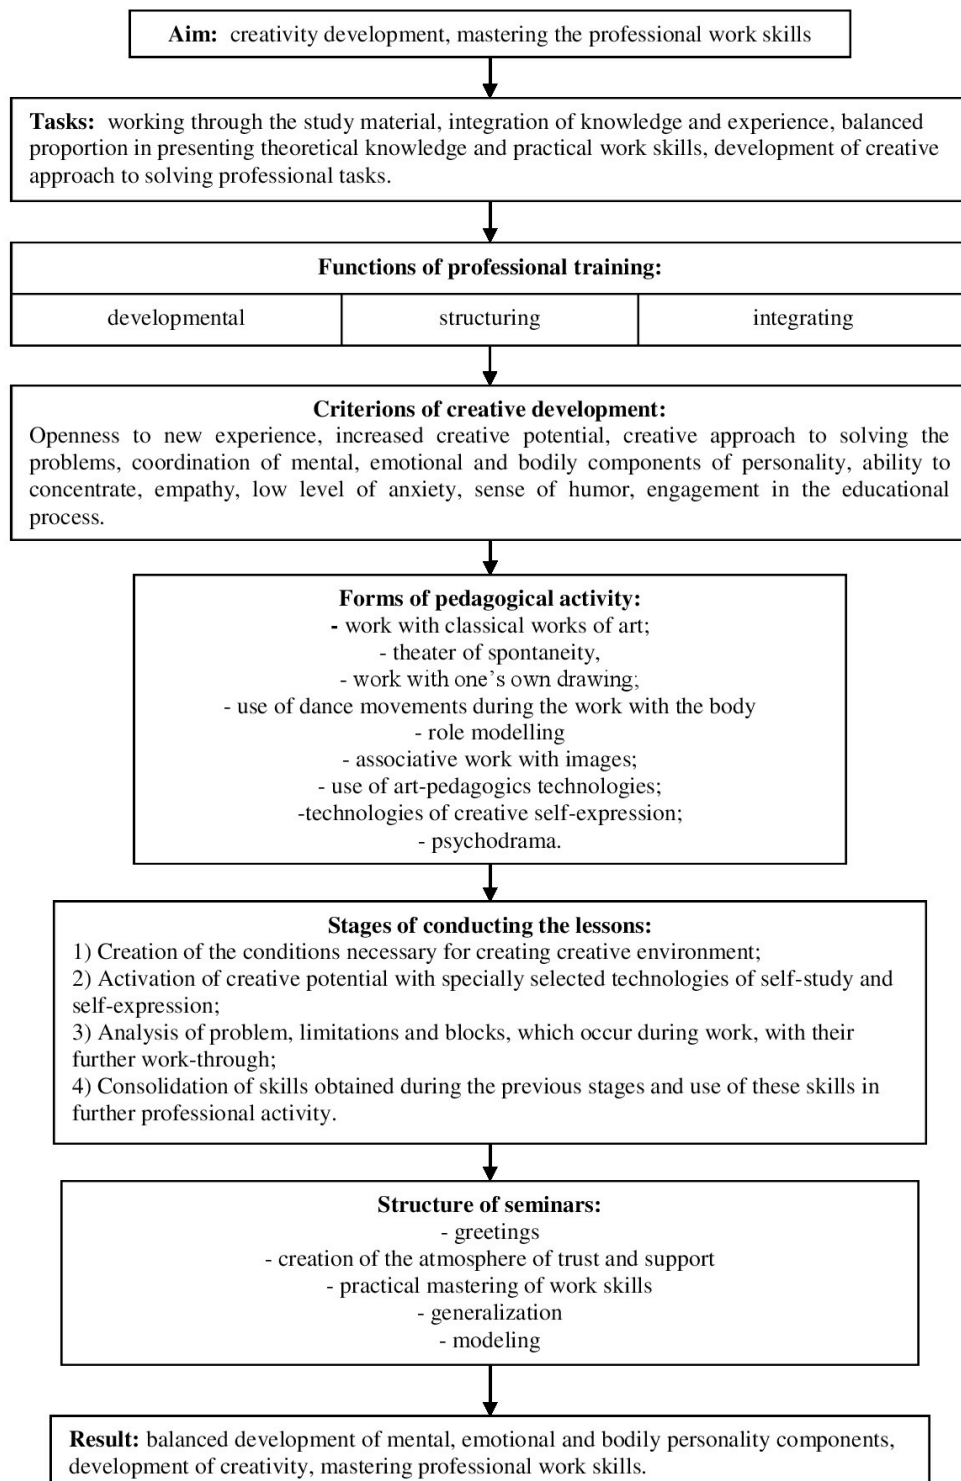 Aim: creativity development, mastering the professional work skills
Tasks: working through the study material, integration of knowledge and experience, balanced
proportion in presenting theoretical knowledge and practical work skills, development of creative
approach to solving professional tasks.
Functions of professional training:
developmental structuring integrating
Criterions of creative development:
Openness to new experience, increased creative potential, creative approach to solving the
problems, coordination of mental, emotional and bodily components of personality, ability to
concentrate, empathy, low level of anxiety, sense of humor, engagement in the educational
process.
Forms of pedagogical activity:
- work with classical works of art;
- theater of spontaneity,
- work with one's own drawing;
- use of dance movements during the work with the body
- role modelling
- associative work with images;
- use of art-pedagogics technologies;
-technologies of creative self-expression;
- psychodrama.
Stages of conducting the lessons:
1) Creation of the conditions necessary for creating creative environment;
2) Activation of creative potential with specially selected technologies of self-study and
self-expression;
3) Analysis of problem, limitations and blocks, which occur during work, with their
further work-through;
4) Consolidation of skills obtained during the previous stages and use of these skills in
further professional activity.
Structure of seminars:
- greetings
- creation of the atmosphere of trust and support
- practical mastering of work skills
- generalization
- modeling
Result: balanced development of mental, emotional and bodily personality components,
development of creativity, mastering professional work skills.